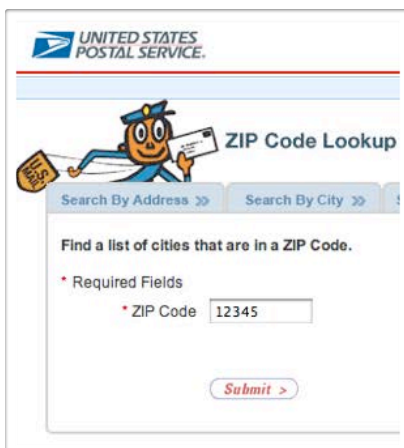 UNITED STATES
POSTAL SERVICE®
ZIP Code Lookup
U.S. MAIL
Search By Address >> Search By City >>
Find a list of cities that are in a ZIP Code.
* Required Fields
* ZIP Code 12345
Submit >